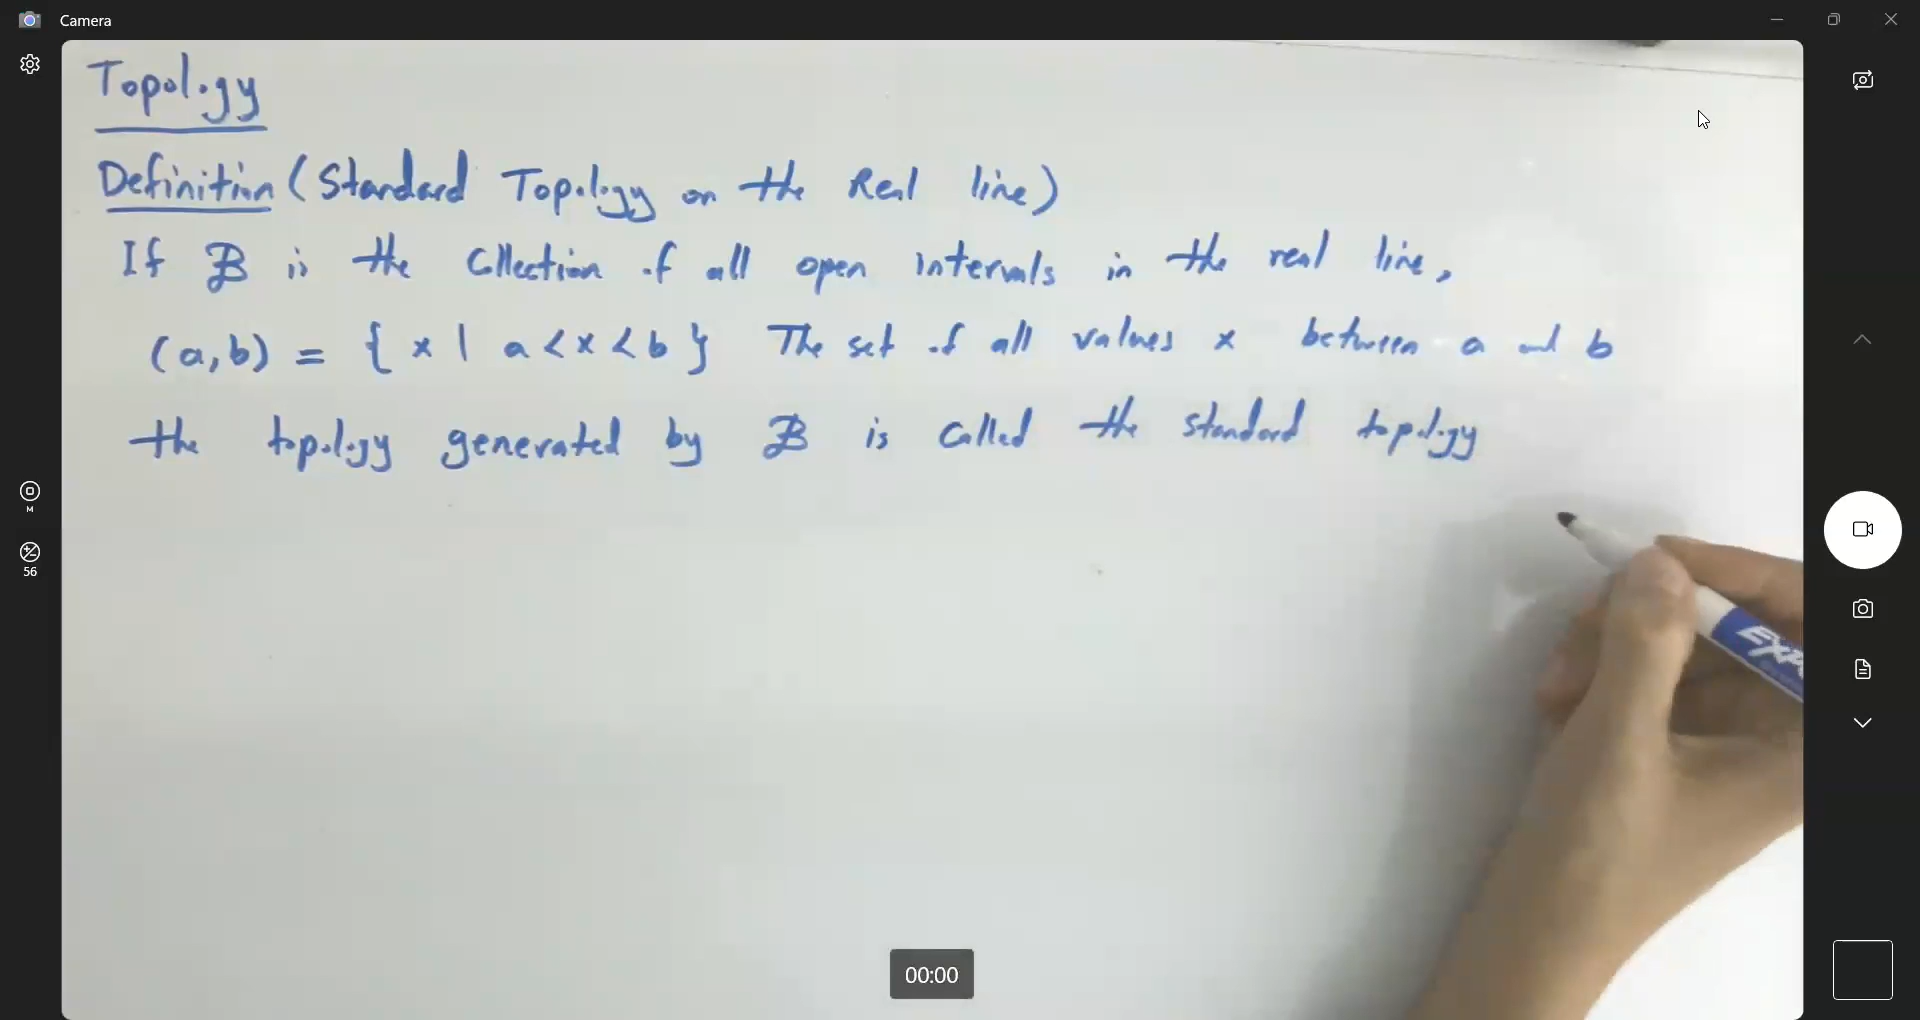 Camera
Topology
Definition (Standard Topology on the Real line)
If B is the Collection of all open intervals in the real line,
(a,b) = { x | a < x < b } The set of all values x between a and b
the topology generated by B is called the standard topology
M
56
EXP
00:00